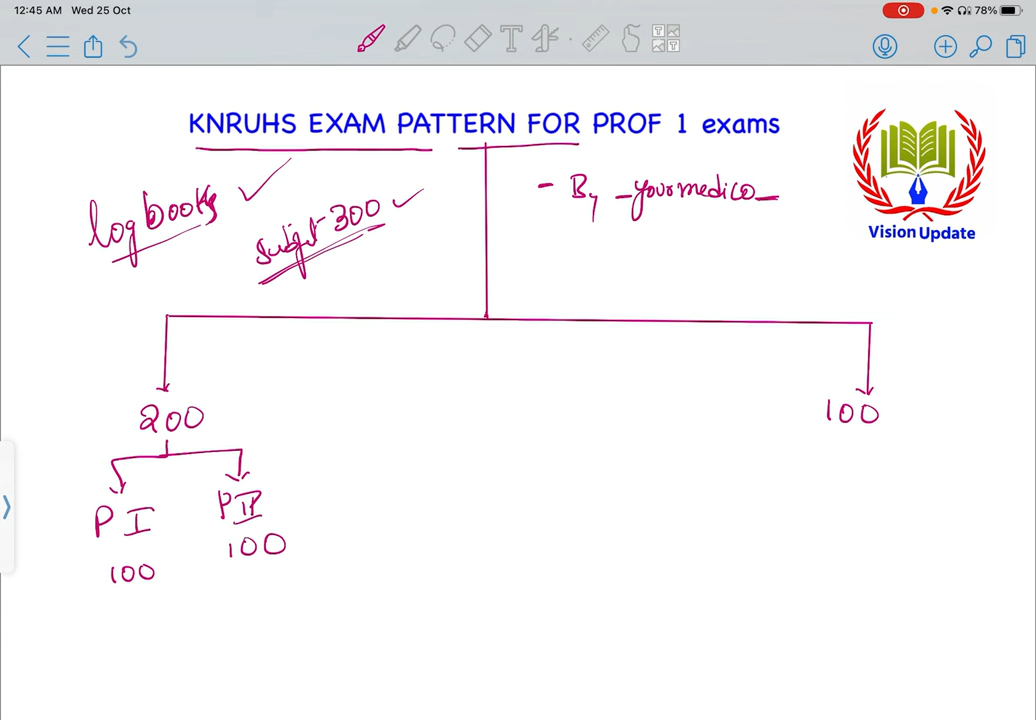 12:45 AM Wed 25 Oct
78%
KNRUHS EXAM PATTERN FOR PROF 1 exams
- By _yourmedico_
logbooks ✓
subjet - 300 ✓
Vision Update
200
100
P I
P II
100
100